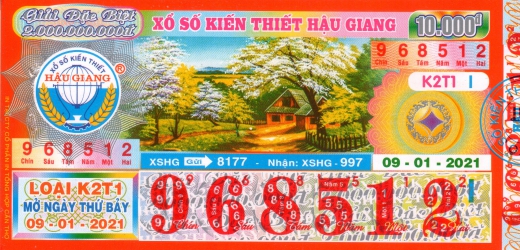 Giải Đặc Biệt
2.000.000.000đ
XỔ SỐ KIẾN THIẾT HẬU GIANG
10.000đ
9 6 8 5 1 2
Chín Sáu Tám Năm Một Hai
K2T1 I
XỔ SỐ KIẾN THIẾT
HẬU GIANG
®
9 6 8 5 1 2
Chín Sáu Tám Năm Một Hai
XSHG Gửi 8177 - Nhận: XSHG - 997
09 - 01 - 2021
LOẠI K2T1
MỞ NGÀY THỨ BẢY
09 - 01 - 2021
968512